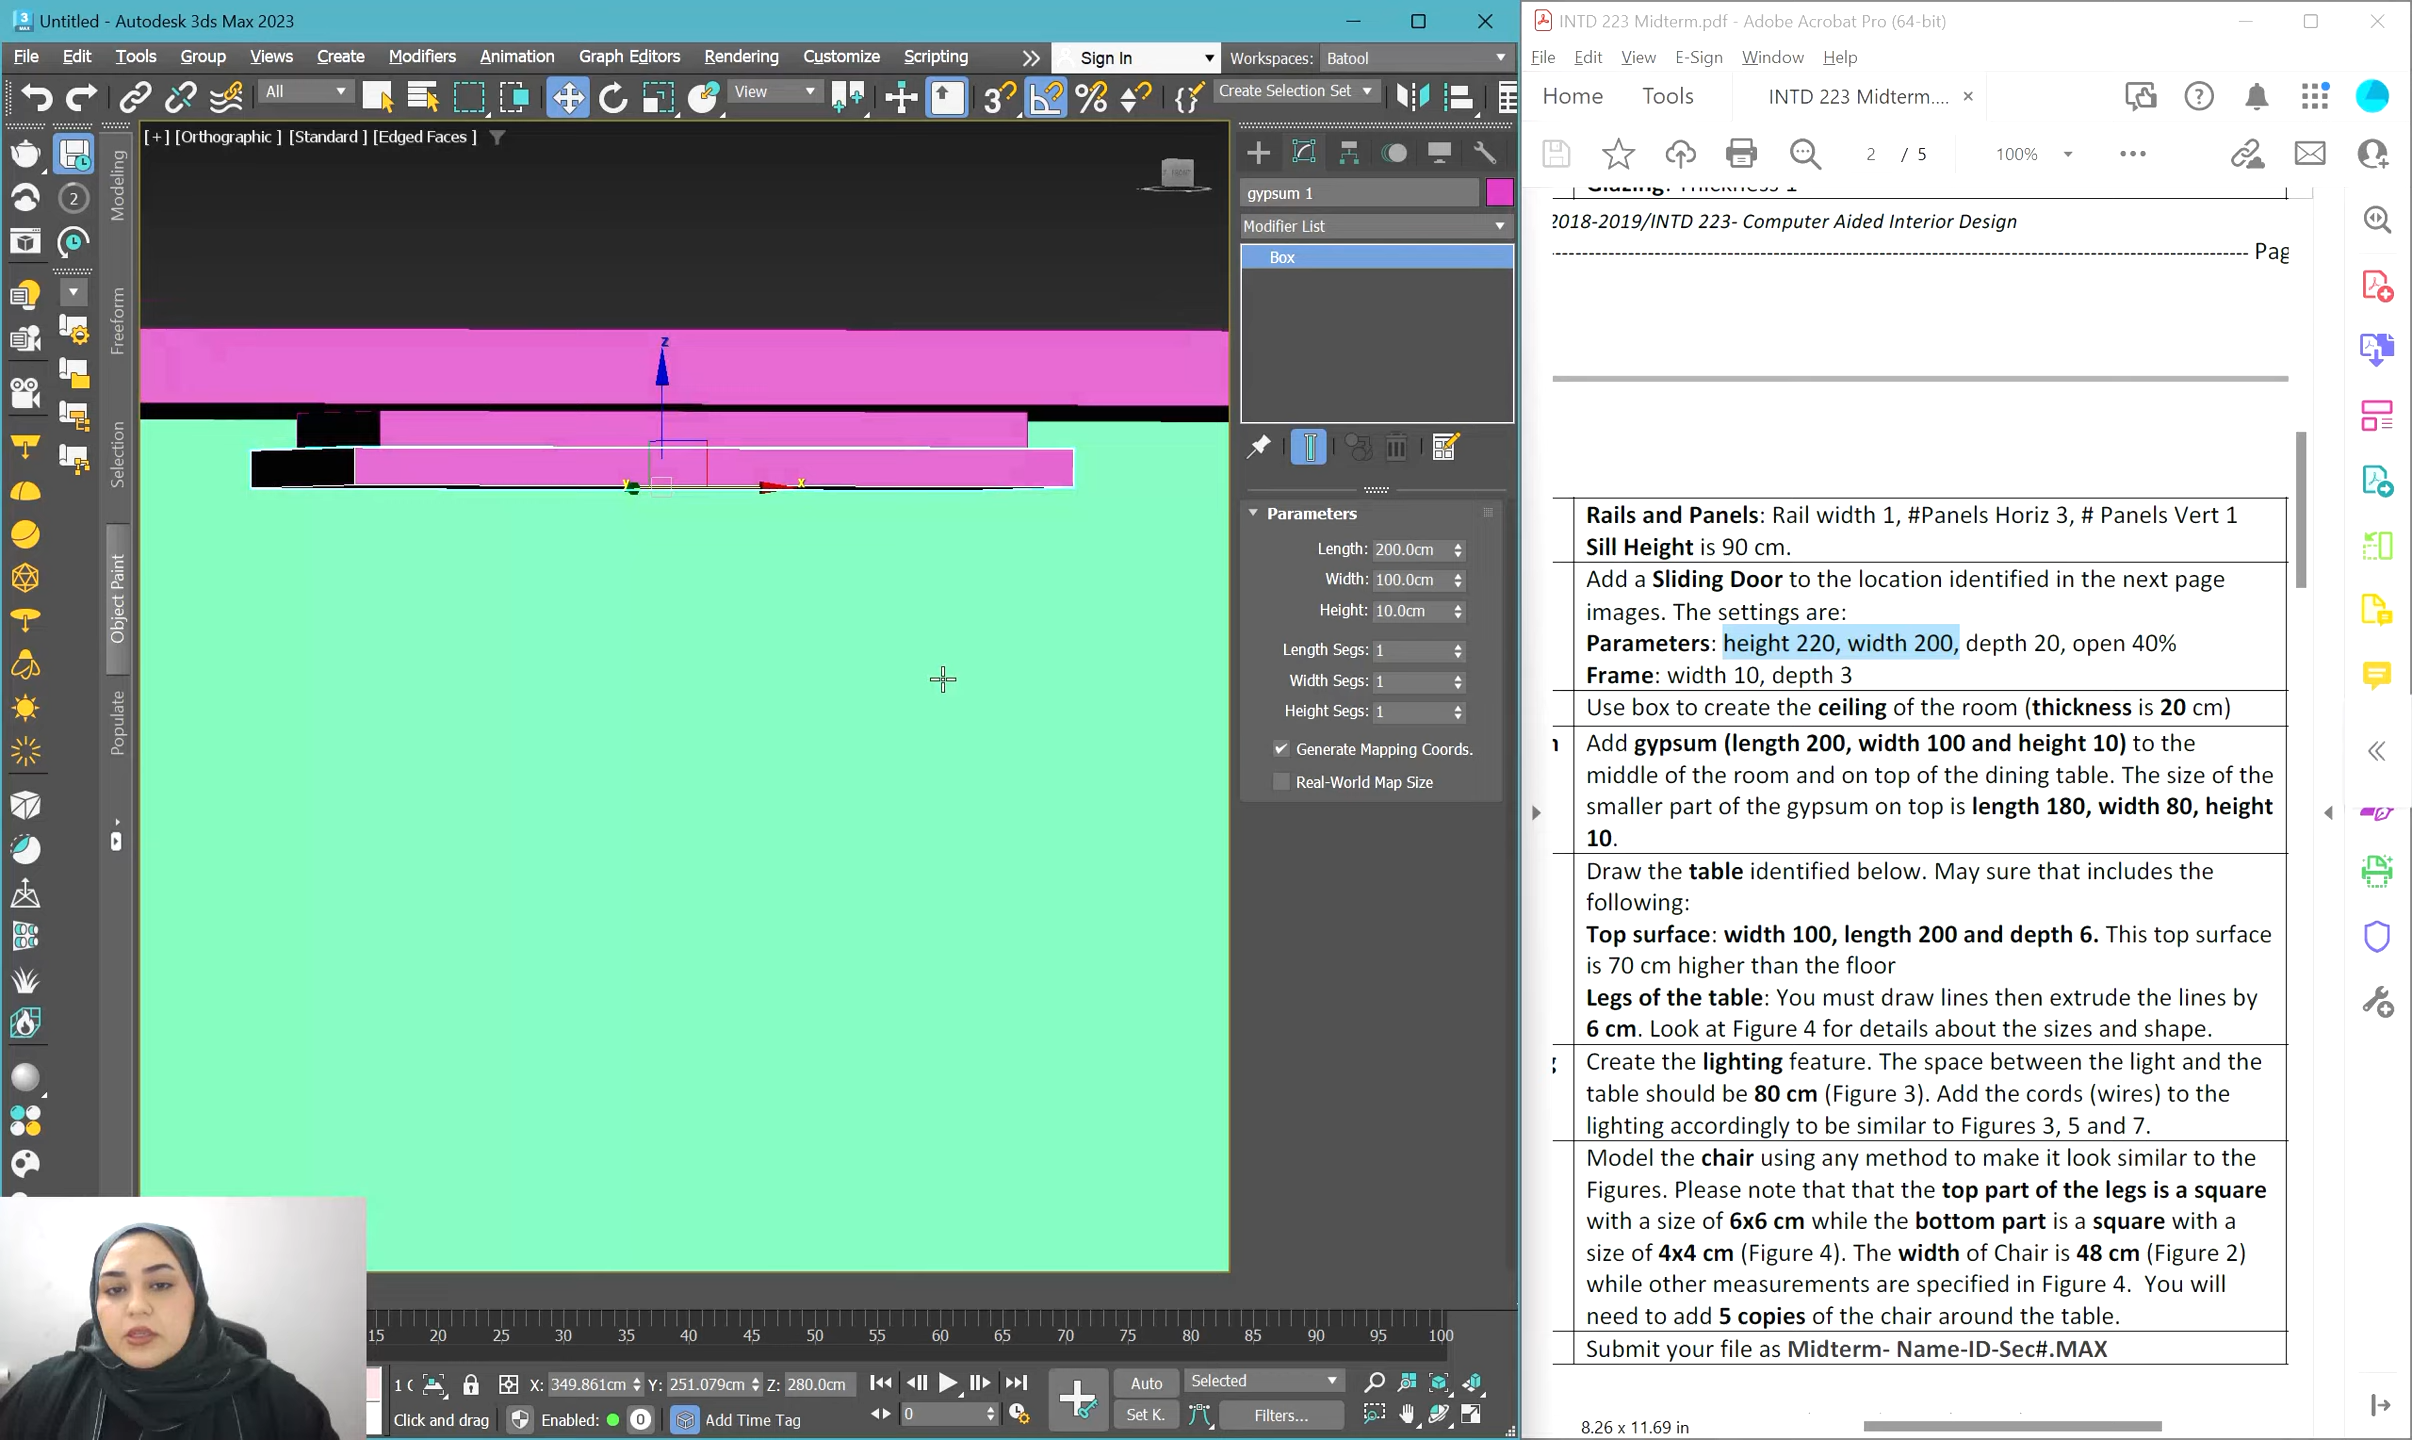 Untitled - Autodesk 3ds Max 2023
File Edit Tools Group Views Create Modifiers Animation Graph Editors Rendering Customize Scripting
Sign In
Workspaces: Batool
All
View
Create Selection Set
[+] [Orthographic ] [Standard ] [Edged Faces ]
Modeling
Freeform
Selection
Object Paint
Populate
2
z
y
x
FRONT
gypsum 1
Modifier List
Box
Parameters
Length: 200.0cm
Width: 100.0cm
Height: 10.0cm
Length Segs: 1
Width Segs: 1
Height Segs: 1
Generate Mapping Coords.
Real-World Map Size
15 20 25 30 35 40 45 50 55 60 65 70 75 80 85 90 95 100
X: 349.861cm Y: 251.079cm Z: 280.0cm
Auto
Selected
Click and drag
Enabled:
Add Time Tag
0
Set K.
Filters...
INTD 223 Midterm.pdf - Adobe Acrobat Pro (64-bit)
File Edit View E-Sign Window Help
Home Tools INTD 223 Midterm....
2 / 5
100%
Glazing: Thickness 1
2018-2019/INTD 223- Computer Aided Interior Design
Pag
Rails and Panels: Rail width 1, #Panels Horiz 3, # Panels Vert 1
Sill Height is 90 cm.
Add a Sliding Door to the location identified in the next page
images. The settings are:
Parameters: height 220, width 200, depth 20, open 40%
Frame: width 10, depth 3
Use box to create the ceiling of the room (thickness is 20 cm)
Add gypsum (length 200, width 100 and height 10) to the
middle of the room and on top of the dining table. The size of the
smaller part of the gypsum on top is length 180, width 80, height
10.
Draw the table identified below. May sure that includes the
following:
Top surface: width 100, length 200 and depth 6. This top surface
is 70 cm higher than the floor
Legs of the table: You must draw lines then extrude the lines by
6 cm. Look at Figure 4 for details about the sizes and shape.
Create the lighting feature. The space between the light and the
table should be 80 cm (Figure 3). Add the cords (wires) to the
lighting accordingly to be similar to Figures 3, 5 and 7.
Model the chair using any method to make it look similar to the
Figures. Please note that that the top part of the legs is a square
with a size of 6x6 cm while the bottom part is a square with a
size of 4x4 cm (Figure 4). The width of Chair is 48 cm (Figure 2)
while other measurements are specified in Figure 4. You will
need to add 5 copies of the chair around the table.
Submit your file as Midterm- Name-ID-Sec#.MAX
8.26 x 11.69 in